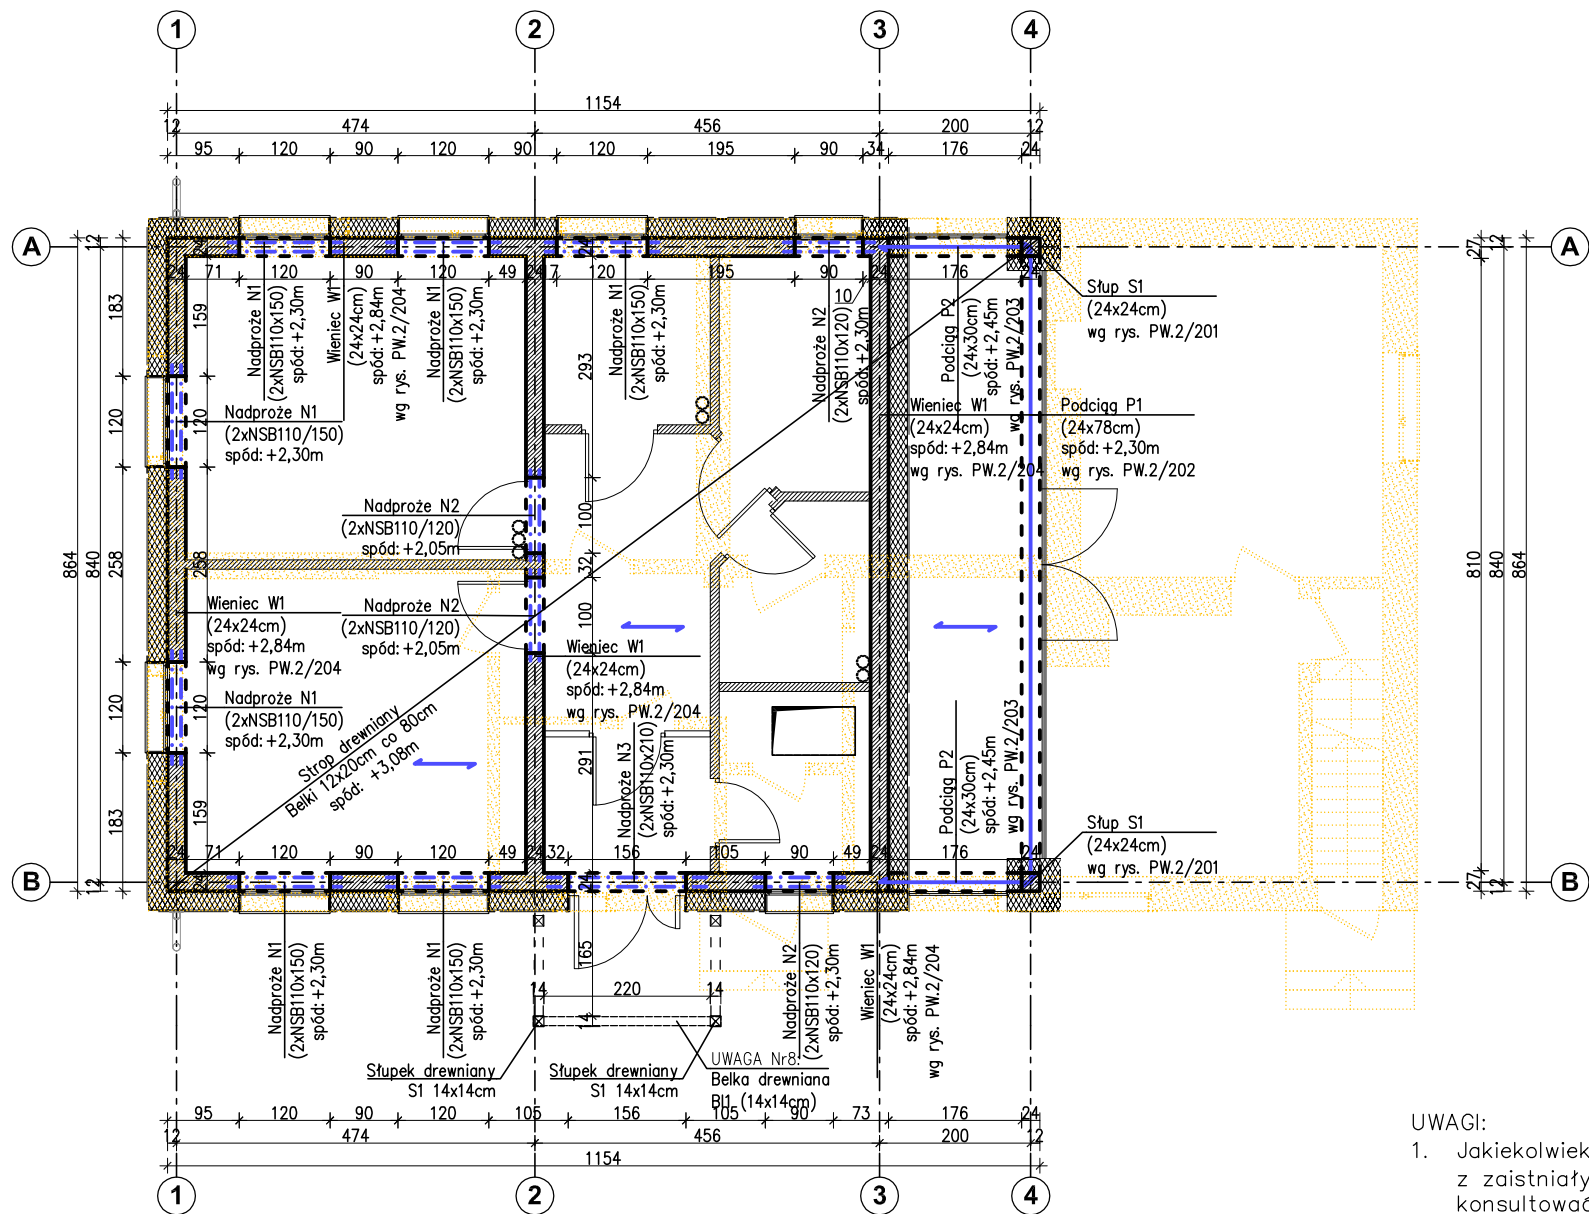 1 2 3 4
1154
12 474 456 200 12
95 120 90 120 90 120 195 90 34 176
A
A
12
864
840
183
120
258
120
183
12
24 71 120 90 120 49 24 7 120 195 90 24 176
24
24
10
159
120
258
120
159
293
100
32
100
291
27
12
810
840
864
27
12
Nadproże N1
(2xNSB110x150)
spód: +2,30m
Wieniec W1
(24x24cm)
spód: +2,84m
wg rys. PW.2/204
Nadproże N1
(2xNSB110x150)
spód: +2,30m
Nadproże N1
(2xNSB110x150)
spód: +2,30m
Nadproże N2
(2xNSB110x120)
spód: +2,30m
Podciąg P2
(24x30cm)
spód: +2,45m
wg rys. PW.2/203
Słup S1
(24x24cm)
wg rys. PW.2/201
Nadproże N1
(2xNSB110/150)
spód: +2,30m
Wieniec W1
(24x24cm)
spód: +2,84m
wg rys. PW.2/204
Podciąg P1
(24x78cm)
spód: +2,30m
wg rys. PW.2/202
Nadproże N2
(2xNSB110/120)
spód: +2,05m
Wieniec W1
(24x24cm)
spód: +2,84m
wg rys. PW.2/204
Nadproże N2
(2xNSB110/120)
spód: +2,05m
Wieniec W1
(24x24cm)
spód: +2,84m
wg rys. PW.2/204
Nadproże N1
(2xNSB110/150)
spód: +2,30m
Strop drewniany
Belki 12x20cm co 80cm
spód: +3,08m
Nadproże N3
(2xNSB110x210)
spód: +2,30m
Podciąg P2
(24x30cm)
spód: +2,45m
wg rys. PW.2/203
Słup S1
(24x24cm)
wg rys. PW.2/201
24 71 120 90 120 49 24 32 156 105 90 49 24 176 24
24
24
B
B
Nadproże N1
(2xNSB110x150)
spód: +2,30m
Nadproże N1
(2xNSB110x150)
spód: +2,30m
165
14 220 14
14
Nadproże N2
(2xNSB110x120)
spód: +2,30m
Wieniec W1
(24x24cm)
spód: +2,84m
wg rys. PW.2/204
Słupek drewniany
S1 14x14cm
Słupek drewniany
S1 14x14cm
UWAGA Nr8:
Belka drewniana
Bl1 (14x14cm)
95 120 90 120 105 156 105 90 73 176 24
12 474 456 200 12
1154
1 2 3 4
UWAGI:
1. Jakiekolwiek
z zaistniały
konsultować